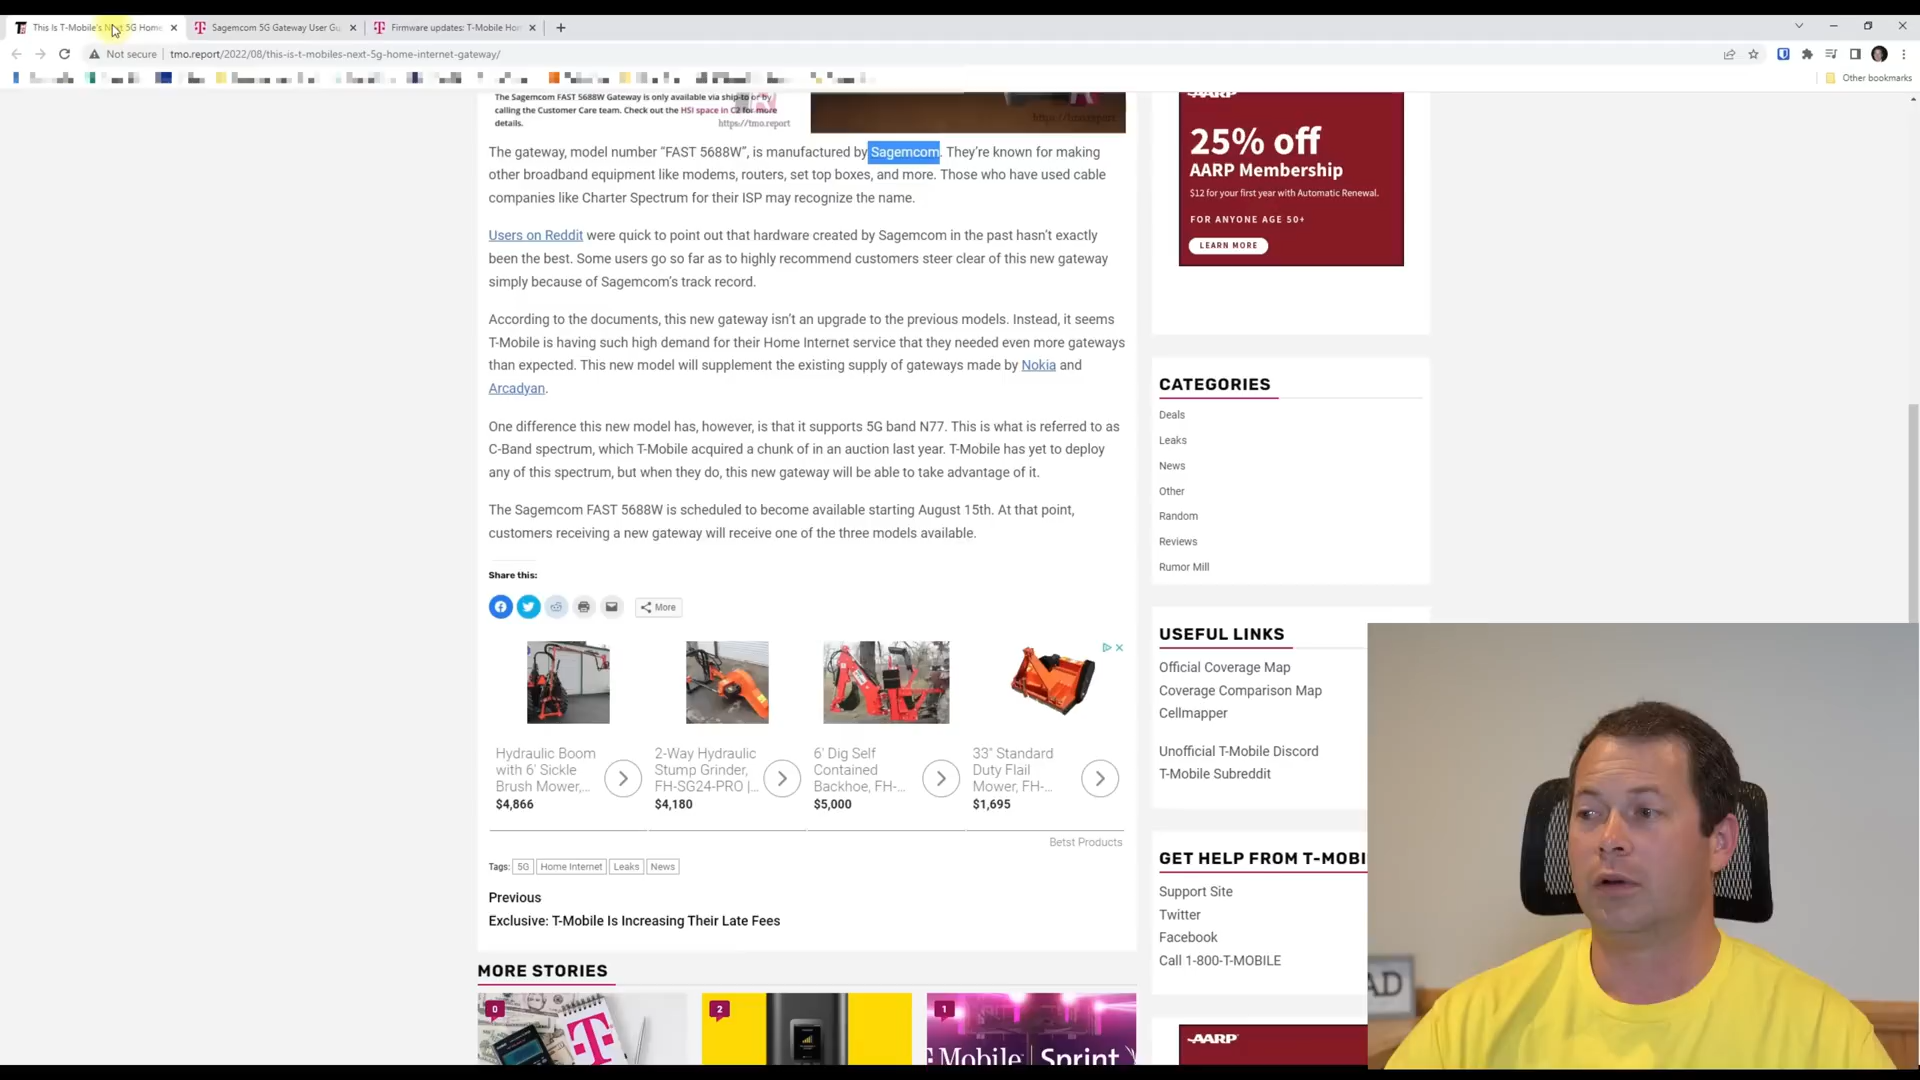 This Is T-Mobile's Next 5G Home
Sagemcom 5G Gateway User Gu
Firmware updates: T-Mobile Hom
Not secure
tmo.report/2022/08/this-is-t-mobiles-next-5g-home-internet-gateway/
Other bookmarks
The Sagemcom FAST 5688W Gateway is only available via ship-to or by
calling the Customer Care team. Check out the HSI space in C2 for more
details.
https://tmo.report
https://tmo.report
The gateway, model number “FAST 5688W”, is manufactured by Sagemcom. They’re known for making
other broadband equipment like modems, routers, set top boxes, and more. Those who have used cable
companies like Charter Spectrum for their ISP may recognize the name.
Users on Reddit were quick to point out that hardware created by Sagemcom in the past hasn’t exactly
been the best. Some users go so far as to highly recommend customers steer clear of this new gateway
simply because of Sagemcom’s track record.
According to the documents, this new gateway isn’t an upgrade to the previous models. Instead, it seems
T-Mobile is having such high demand for their Home Internet service that they needed even more gateways
than expected. This new model will supplement the existing supply of gateways made by Nokia and
Arcadyan.
One difference this new model has, however, is that it supports 5G band N77. This is what is referred to as
C-Band spectrum, which T-Mobile acquired a chunk of in an auction last year. T-Mobile has yet to deploy
any of this spectrum, but when they do, this new gateway will be able to take advantage of it.
The Sagemcom FAST 5688W is scheduled to become available starting August 15th. At that point,
customers receiving a new gateway will receive one of the three models available.
Share this:
More
Hydraulic Boom
with 6' Sickle
Brush Mower,...
$4,866
2-Way Hydraulic
Stump Grinder,
FH-SG24-PRO |...
$4,180
6' Dig Self
Contained
Backhoe, FH-...
$5,000
33" Standard
Duty Flail
Mower, FH-...
$1,695
Betst Products
Tags: 5G Home Internet Leaks News
Previous
Exclusive: T-Mobile Is Increasing Their Late Fees
MORE STORIES
0
2
1
T
Mobile Sprint
AARP
25% off
AARP Membership
$12 for your first year with Automatic Renewal.
FOR ANYONE AGE 50+
LEARN MORE
CATEGORIES
Deals
Leaks
News
Other
Random
Reviews
Rumor Mill
USEFUL LINKS
Official Coverage Map
Coverage Comparison Map
Cellmapper
Unofficial T-Mobile Discord
T-Mobile Subreddit
GET HELP FROM T-MOBI
Support Site
Twitter
Facebook
Call 1-800-T-MOBILE
AARP
AD